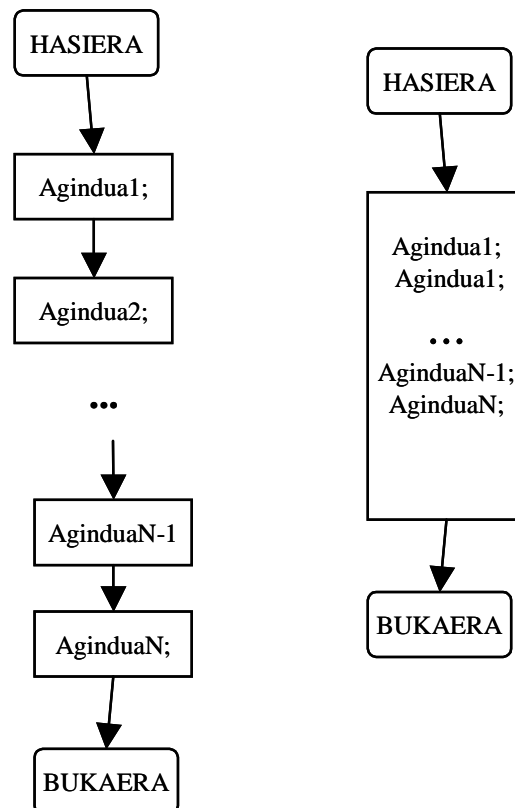 HASIERA
Agindua1;
Agindua2;
...
AginduaN-1
AginduaN;
BUKAERA
HASIERA
Agindua1;
Agindua1;
...
AginduaN-1;
AginduaN;
BUKAERA